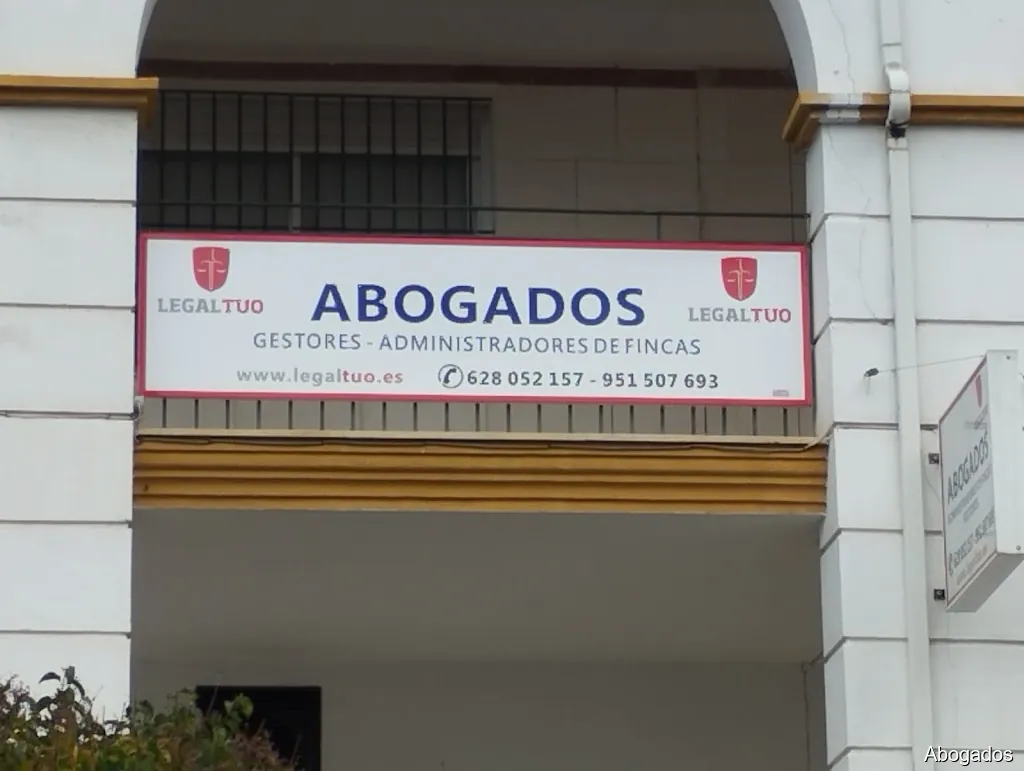 LEGALTUO
ABOGADOS
LEGALTUO
GESTORES - ADMINISTRADORES DE FINCAS
www.legaltuo.es 628 052 157 - 951 507 693
ABOGADOS
Abogados